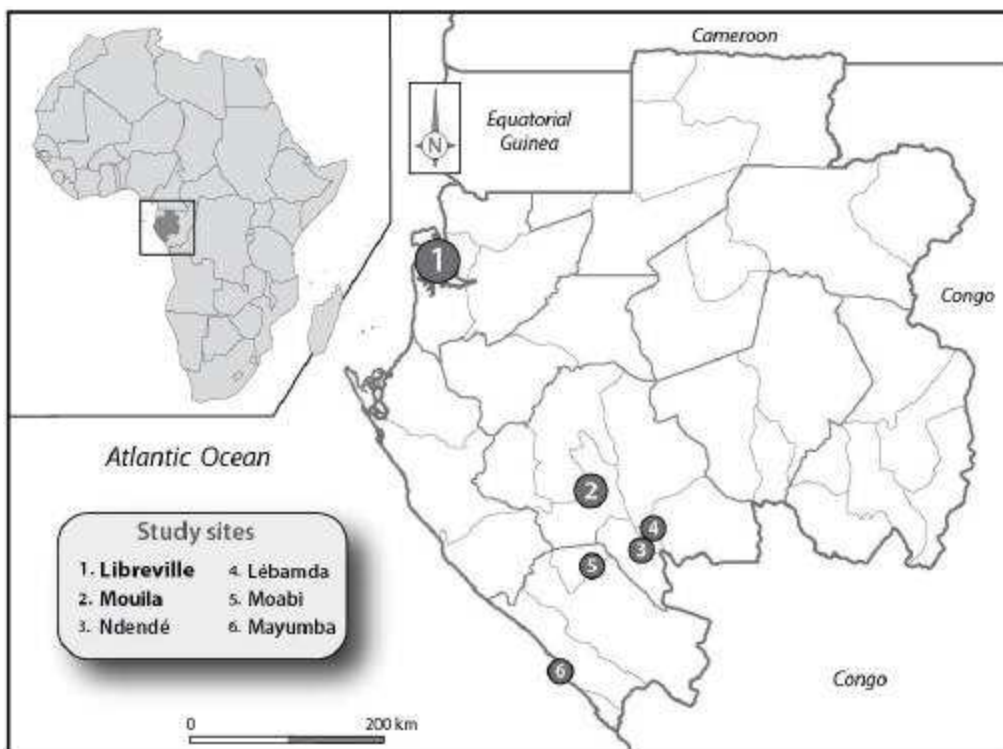 Cameroon
Equatorial
Guinea
N
1
Congo
Atlantic Ocean
2
4
3
5
6
Congo
Study sites
1. Libreville
2. Mouila
3. Ndendé
4. Lébamda
5. Moabi
6. Mayumba
0 200 km